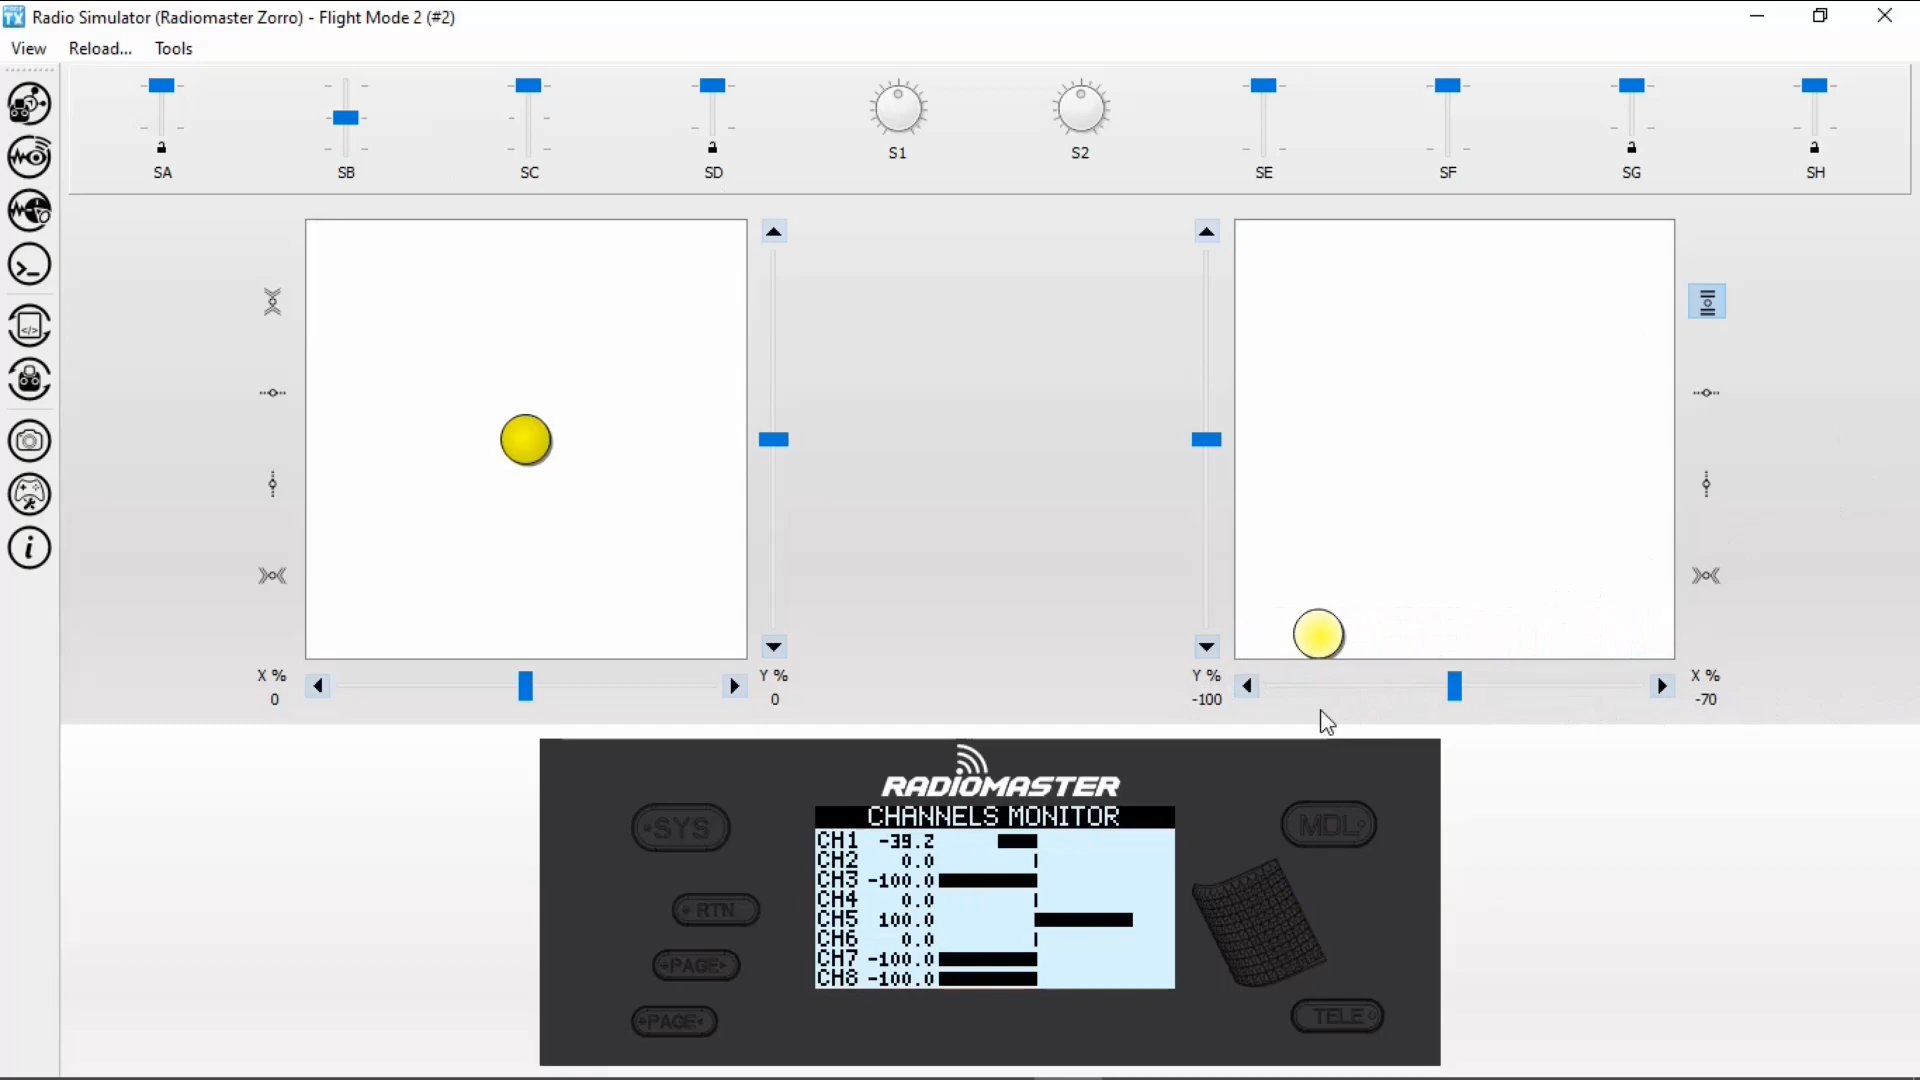 Radio Simulator (Radiomaster Zorro) - Flight Mode 2 (#2)
View Reload... Tools
SA SB SC SD S1 S2 SE SF SG SH
X % Y % Y % X %
0 0 -100 -70
RADIOMASTER
SYS
MDL
RTN
PAGE>
PAGE<
TELE
CHANNELS MONITOR
CH1 -39.2
CH2 0.0
CH3 -100.0
CH4 0.0
CH5 100.0
CH6 0.0
CH7 -100.0
CH8 -100.0